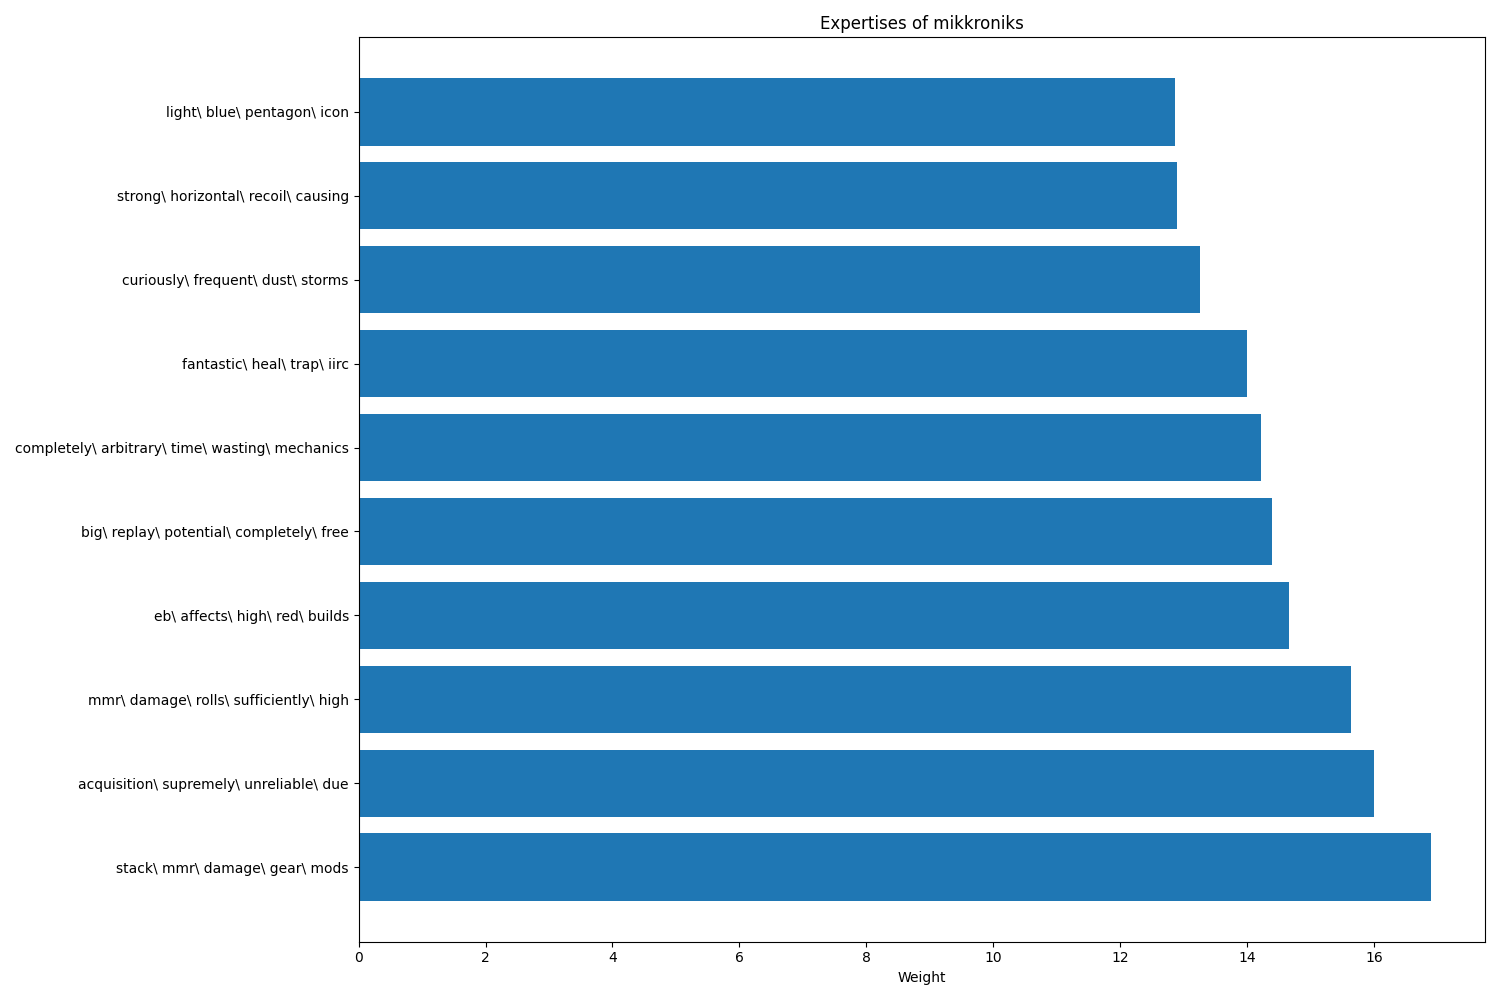 Expertises of mikkroniks
light\ blue\ pentagon\ icon
strong\ horizontal\ recoil\ causing
curiously\ frequent\ dust\ storms
fantastic\ heal\ trap\ iirc
completely\ arbitrary\ time\ wasting\ mechanics
big\ replay\ potential\ completely\ free
eb\ affects\ high\ red\ builds
mmr\ damage\ rolls\ sufficiently\ high
acquisition\ supremely\ unreliable\ due
stack\ mmr\ damage\ gear\ mods
0 2 4 6 8 10 12 14 16
Weight